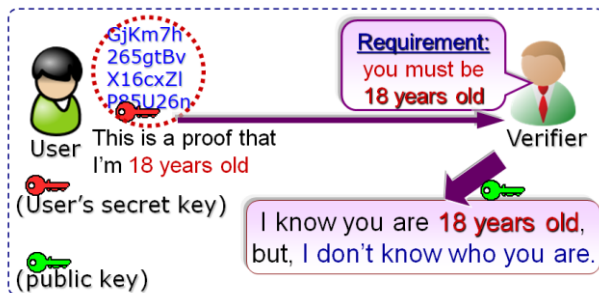 GjKm7h
265gtBv
X16cxZl
P85U26n
User
This is a proof that
I'm 18 years old
Requirement:
you must be
18 years old
Verifier
(User's secret key)
(public key)
I know you are 18 years old,
but, I don't know who you are.